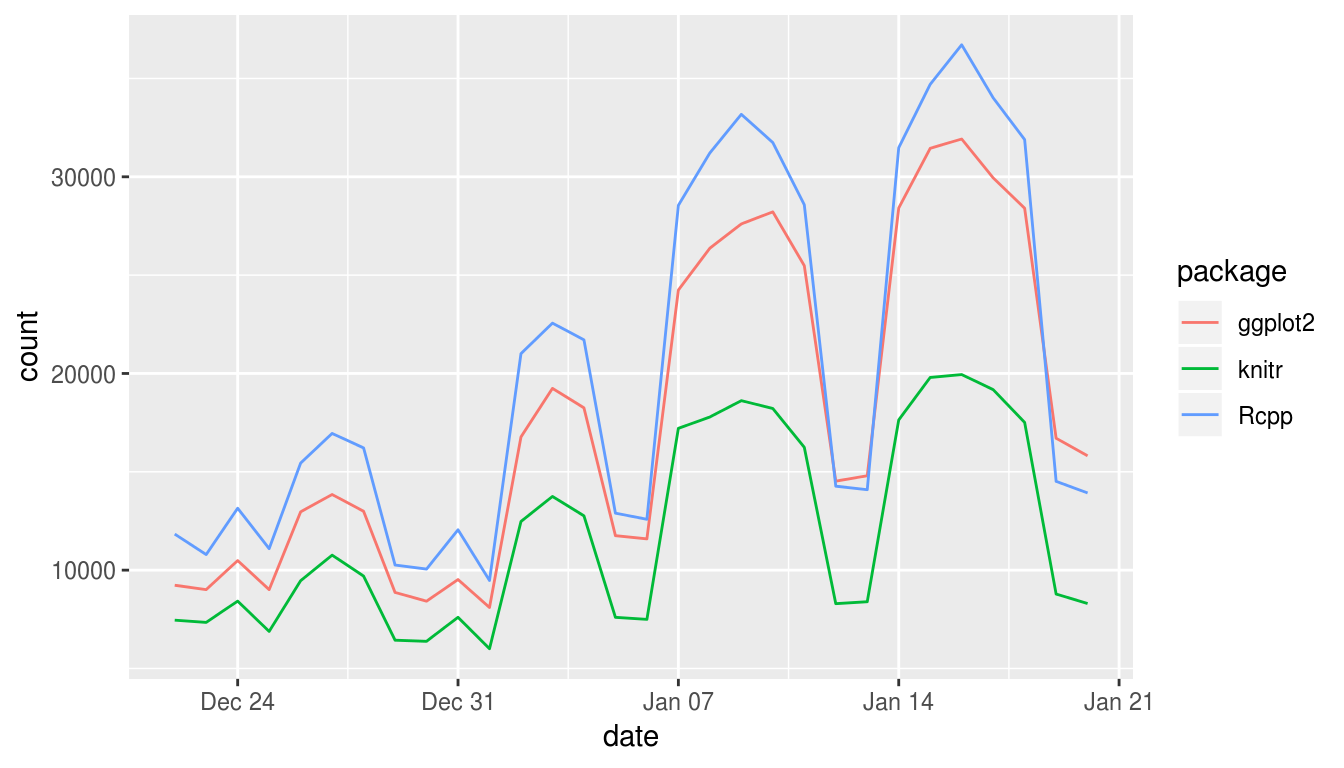 count
30000
20000
10000
Dec 24
Dec 31
Jan 07
Jan 14
Jan 21
date
package
ggplot2
knitr
Rcpp